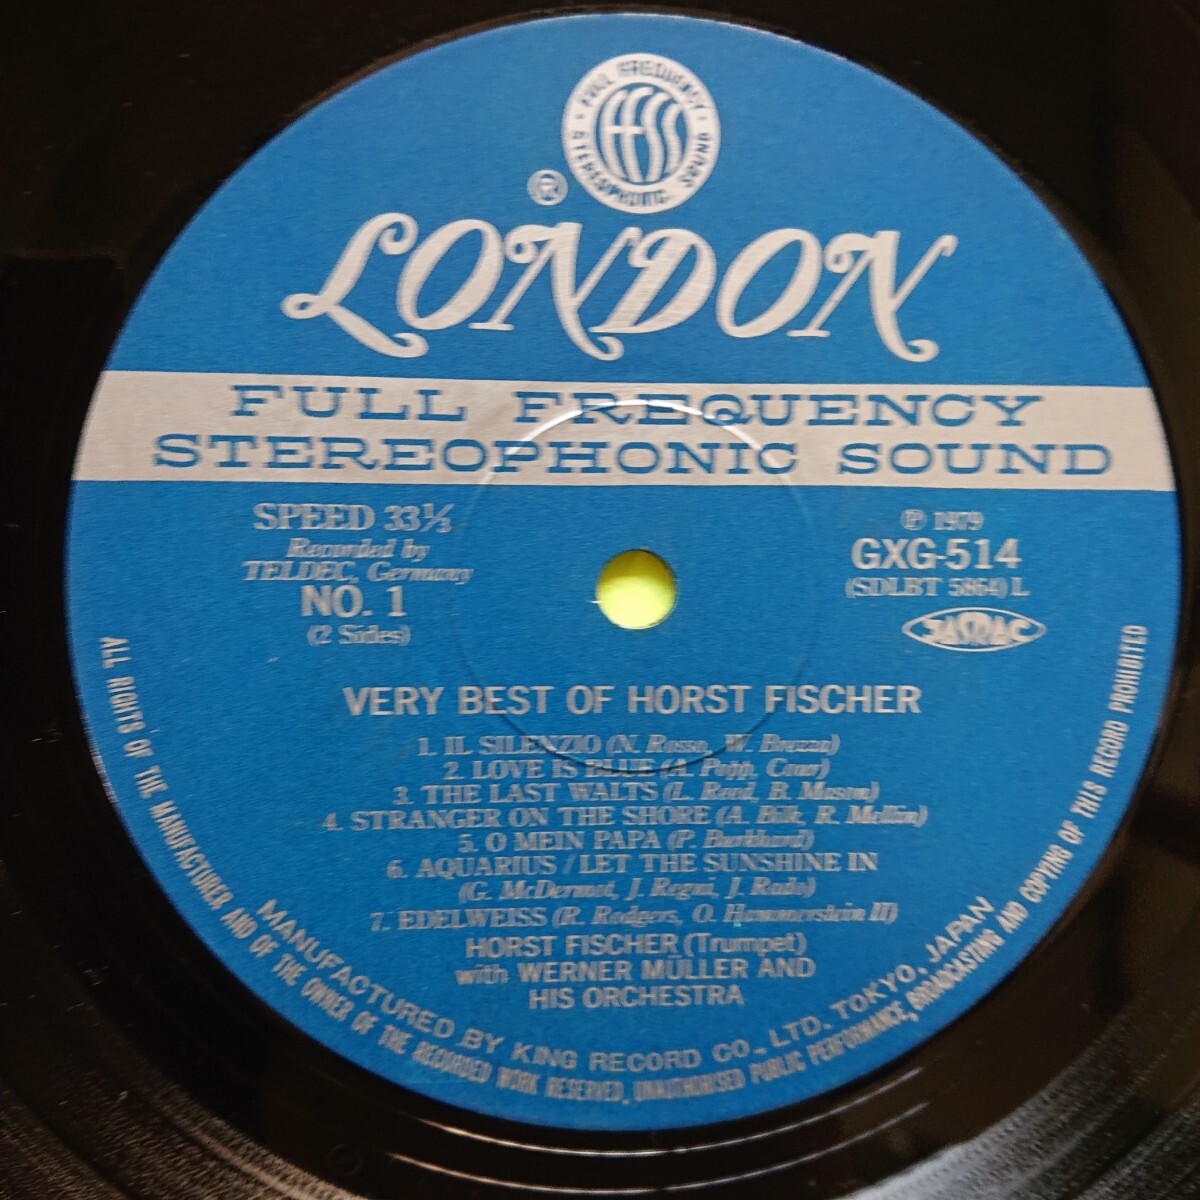 FULL FREQUENCY
ffss
STEREOPHONIC SOUND
®
LONDON
FULL FREQUENCY
STEREOPHONIC SOUND
SPEED 33⅓
Recorded by
TELDEC, Germany
NO. 1
(2 Sides)
Ⓟ 1979
GXG-514
(SDLBT 5864) L
JASRAC
VERY BEST OF HORST FISCHER
1. IL SILENZIO (N. Rosso, W. Brezza)
2. LOVE IS BLUE (A. Popp, Cour)
3. THE LAST WALTS (L. Reed, B. Mason)
4. STRANGER ON THE SHORE (A. Bilk, R. Mellin)
5. O MEIN PAPA (P. Burkhard)
6. AQUARIUS / LET THE SUNSHINE IN
(G. McDermot, J. Regni, J. Rado)
7. EDELWEISS (R. Rodgers, O. Hammerstein II)
HORST FISCHER (Trumpet)
with WERNER MÜLLER AND
HIS ORCHESTRA
MANUFACTURED BY KING RECORD CO., LTD. TOKYO, JAPAN
ALL RIGHTS OF THE MANUFACTURER AND OF THE OWNER OF THE RECORDED WORK RESERVED, UNAUTHORISED PUBLIC PERFORMANCE, BROADCASTING AND COPYING OF THIS RECORD PROHIBITED